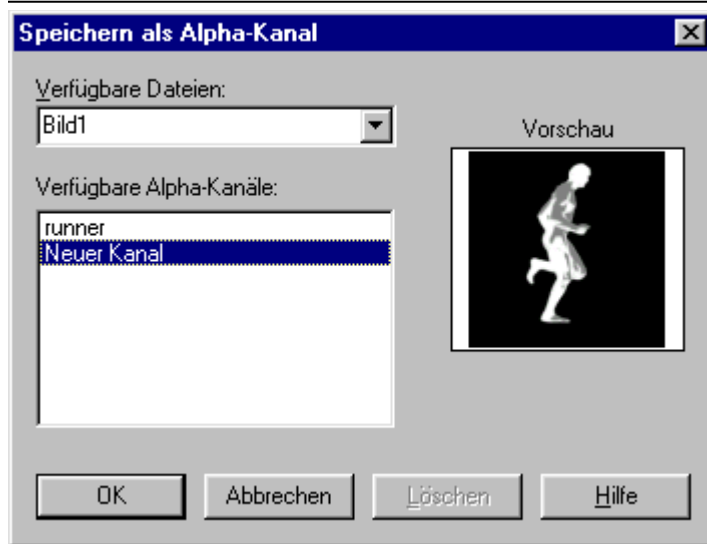 Speichern als Alpha-Kanal
Verfügbare Dateien:
Bild1
Vorschau
Verfügbare Alpha-Kanäle:
runner
Neuer Kanal
OK
Abbrechen
Löschen
Hilfe